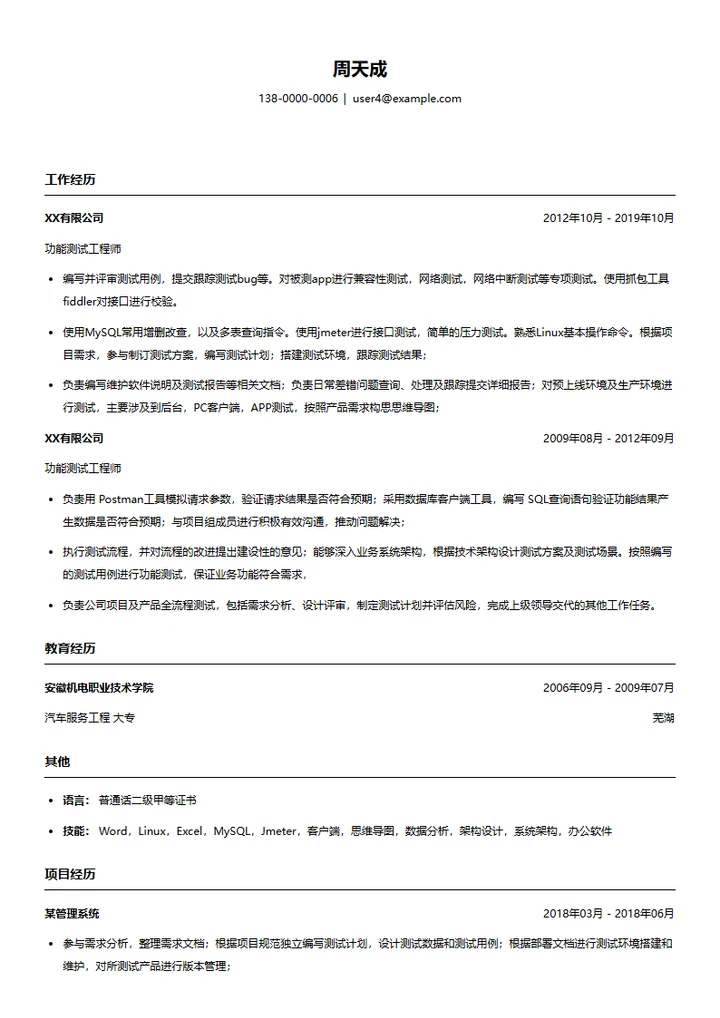 周天成
138-0000-0006 | user4@example.com
工作经历
XX有限公司 2012年10月 - 2019年10月
功能测试工程师
• 编写并评审测试用例，提交跟踪测试bug等。对被测app进行兼容性测试，网络测试，网络中断测试等专项测试。使用抓包工具
fiddler对接口进行校验。
• 使用MySQL常用增删改查，以及多表查询指令。使用jmeter进行接口测试，简单的压力测试。熟悉Linux基本操作命令。根据项
目需求，参与制订测试方案，编写测试计划；搭建测试环境，跟踪测试结果；
• 负责编写维护软件说明及测试报告等相关文档；负责日常差错问题查询、处理及跟踪提交详细报告；对预上线环境及生产环境进
行测试，主要涉及到后台，PC客户端，APP测试，按照产品需求构思思维导图；
XX有限公司 2009年08月 - 2012年09月
功能测试工程师
• 负责用 Postman工具模拟请求参数，验证请求结果是否符合预期；采用数据库客户端工具，编写 SQL查询语句验证功能结果产
生数据是否符合预期；与项目组成员进行积极有效沟通，推动问题解决；
• 执行测试流程，并对流程的改进提出建设性的意见；能够深入业务系统架构，根据技术架构设计测试方案及测试场景。按照编写
的测试用例进行功能测试，保证业务功能符合需求，
• 负责公司项目及产品全流程测试，包括需求分析、设计评审，制定测试计划并评估风险，完成上级领导交代的其他工作任务。
教育经历
安徽机电职业技术学院 2006年09月 - 2009年07月
汽车服务工程 大专 芜湖
其他
• 语言： 普通话二级甲等证书
• 技能： Word，Linux，Excel，MySQL，Jmeter，客户端，思维导图，数据分析，架构设计，系统架构，办公软件
项目经历
某管理系统 2018年03月 - 2018年06月
• 参与需求分析，整理需求文档；根据项目规范独立编写测试计划，设计测试数据和测试用例；根据部署文档进行测试环境搭建和
维护，对所测试产品进行版本管理；